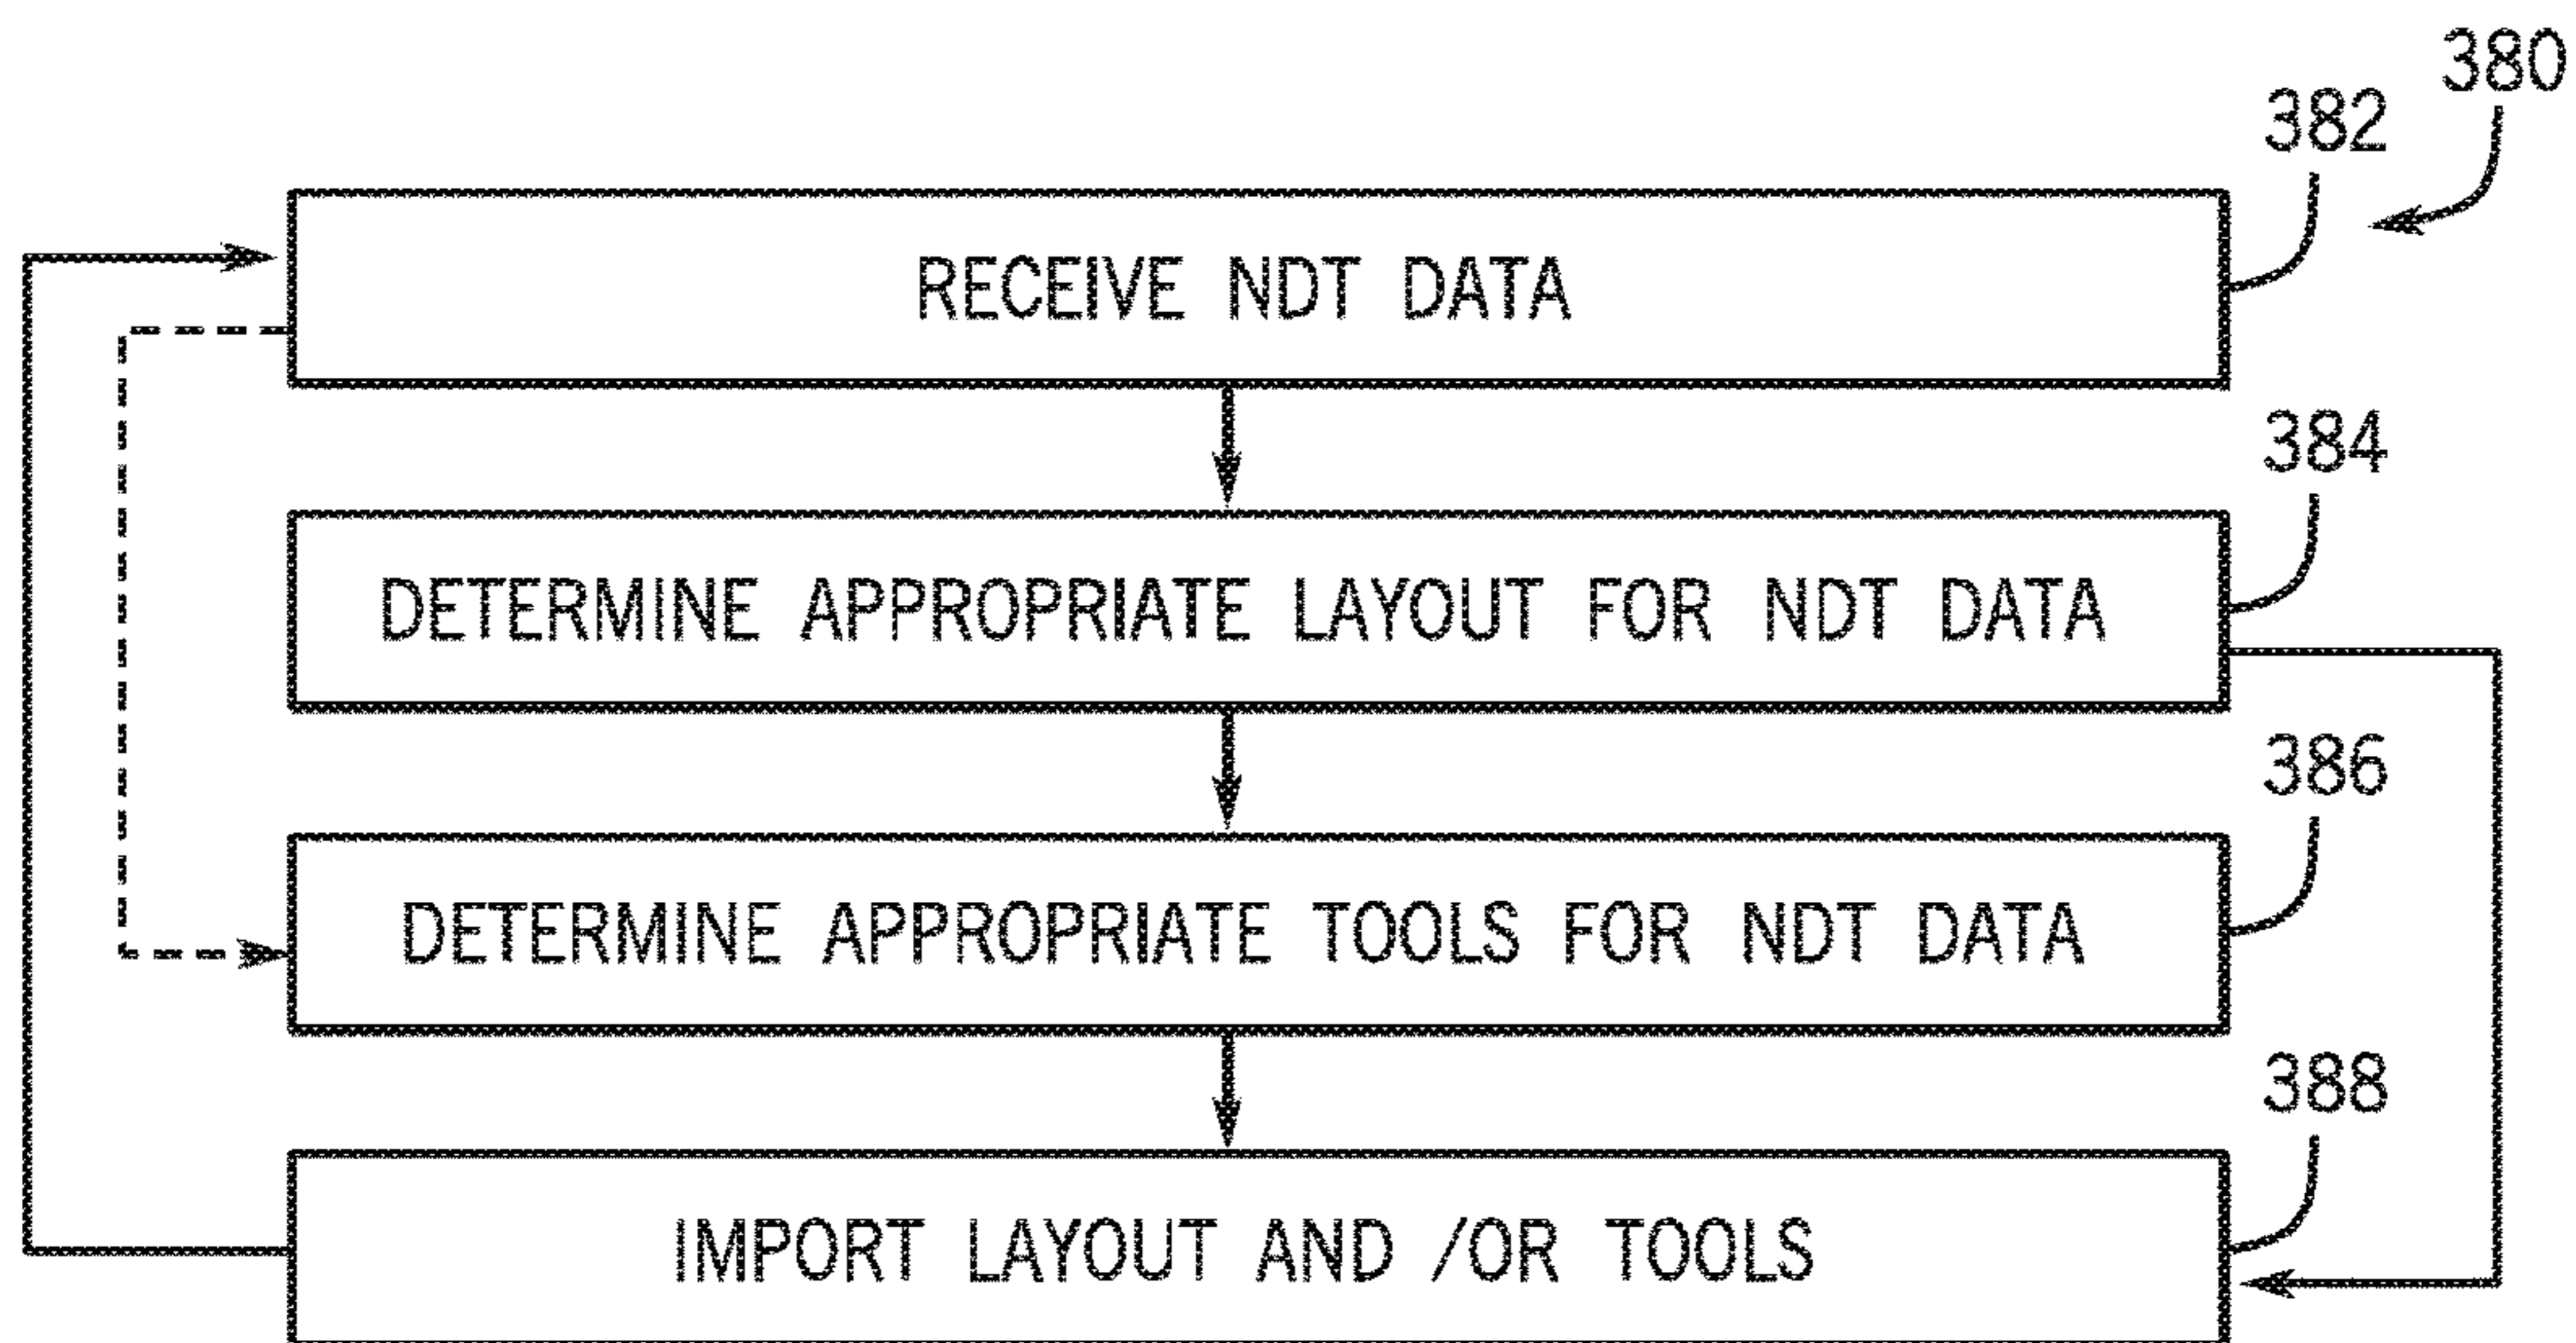 380
382
RECEIVE NDT DATA
384
DETERMINE APPROPRIATE LAYOUT FOR NDT DATA
386
DETERMINE APPROPRIATE TOOLS FOR NDT DATA
388
IMPORT LAYOUT AND /OR TOOLS